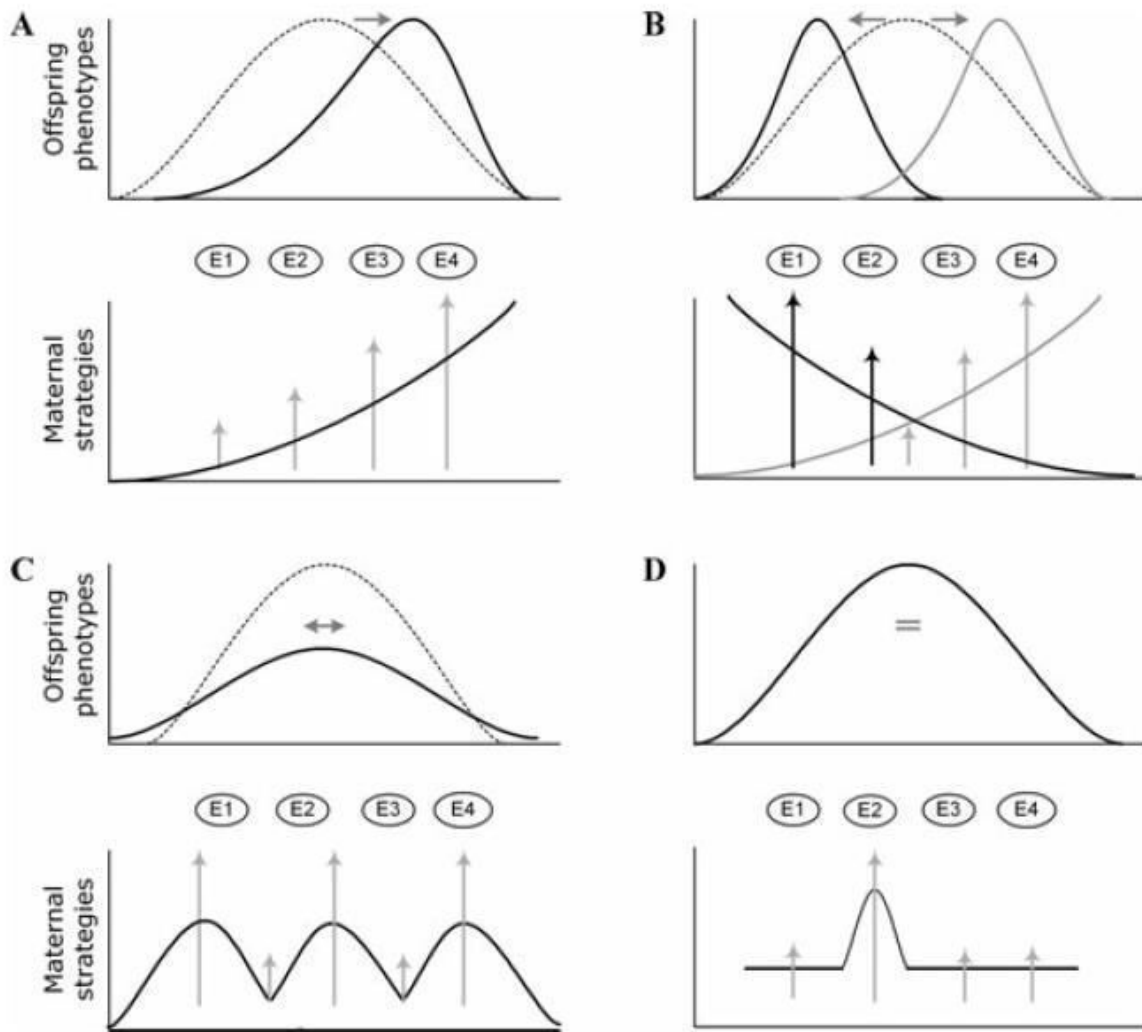 A
Offspring
phenotypes
E1 E2 E3 E4
Maternal
strategies
B
E1 E2 E3 E4
C
Offspring
phenotypes
E1 E2 E3 E4
Maternal
strategies
D
E1 E2 E3 E4